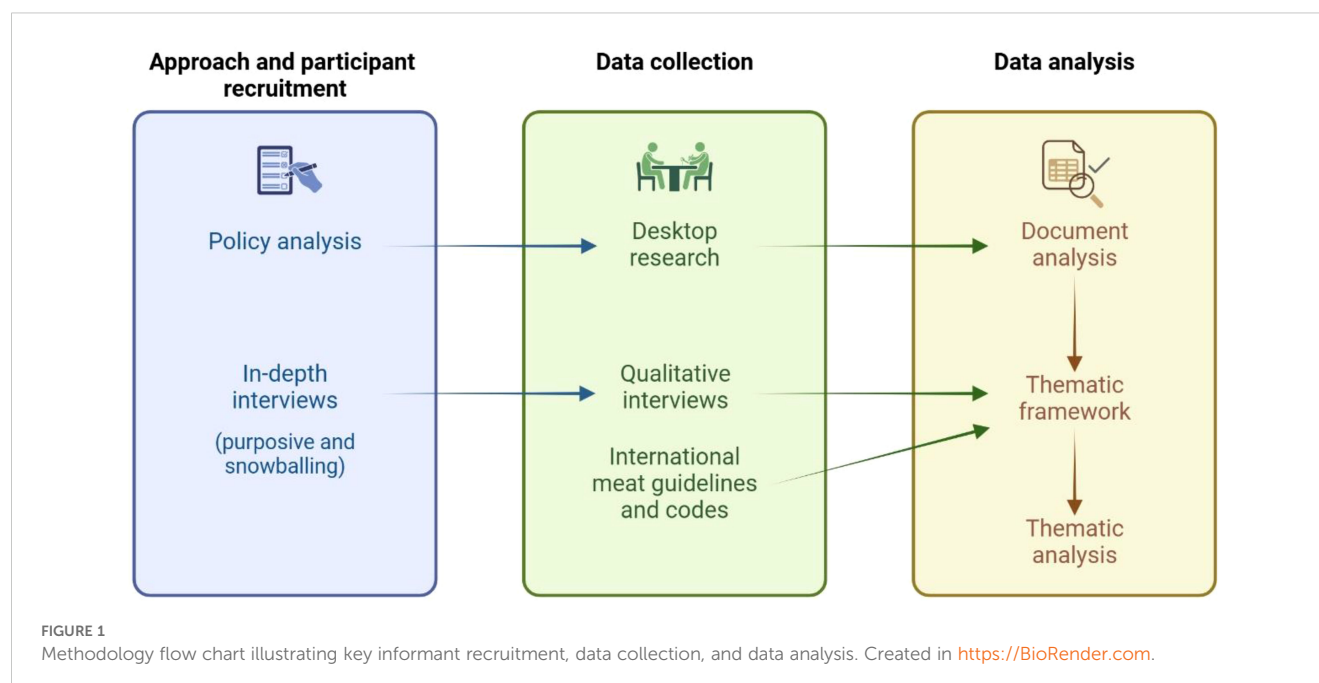 Approach and participant
recruitment
Data collection
Data analysis
Policy analysis
Desktop
research
Document
analysis
In-depth
interviews
(purposive and
snowballing)
Qualitative
interviews
International
meat guidelines
and codes
Thematic
framework
Thematic
analysis
FIGURE 1
Methodology flow chart illustrating key informant recruitment, data collection, and data analysis. Created in https://BioRender.com.